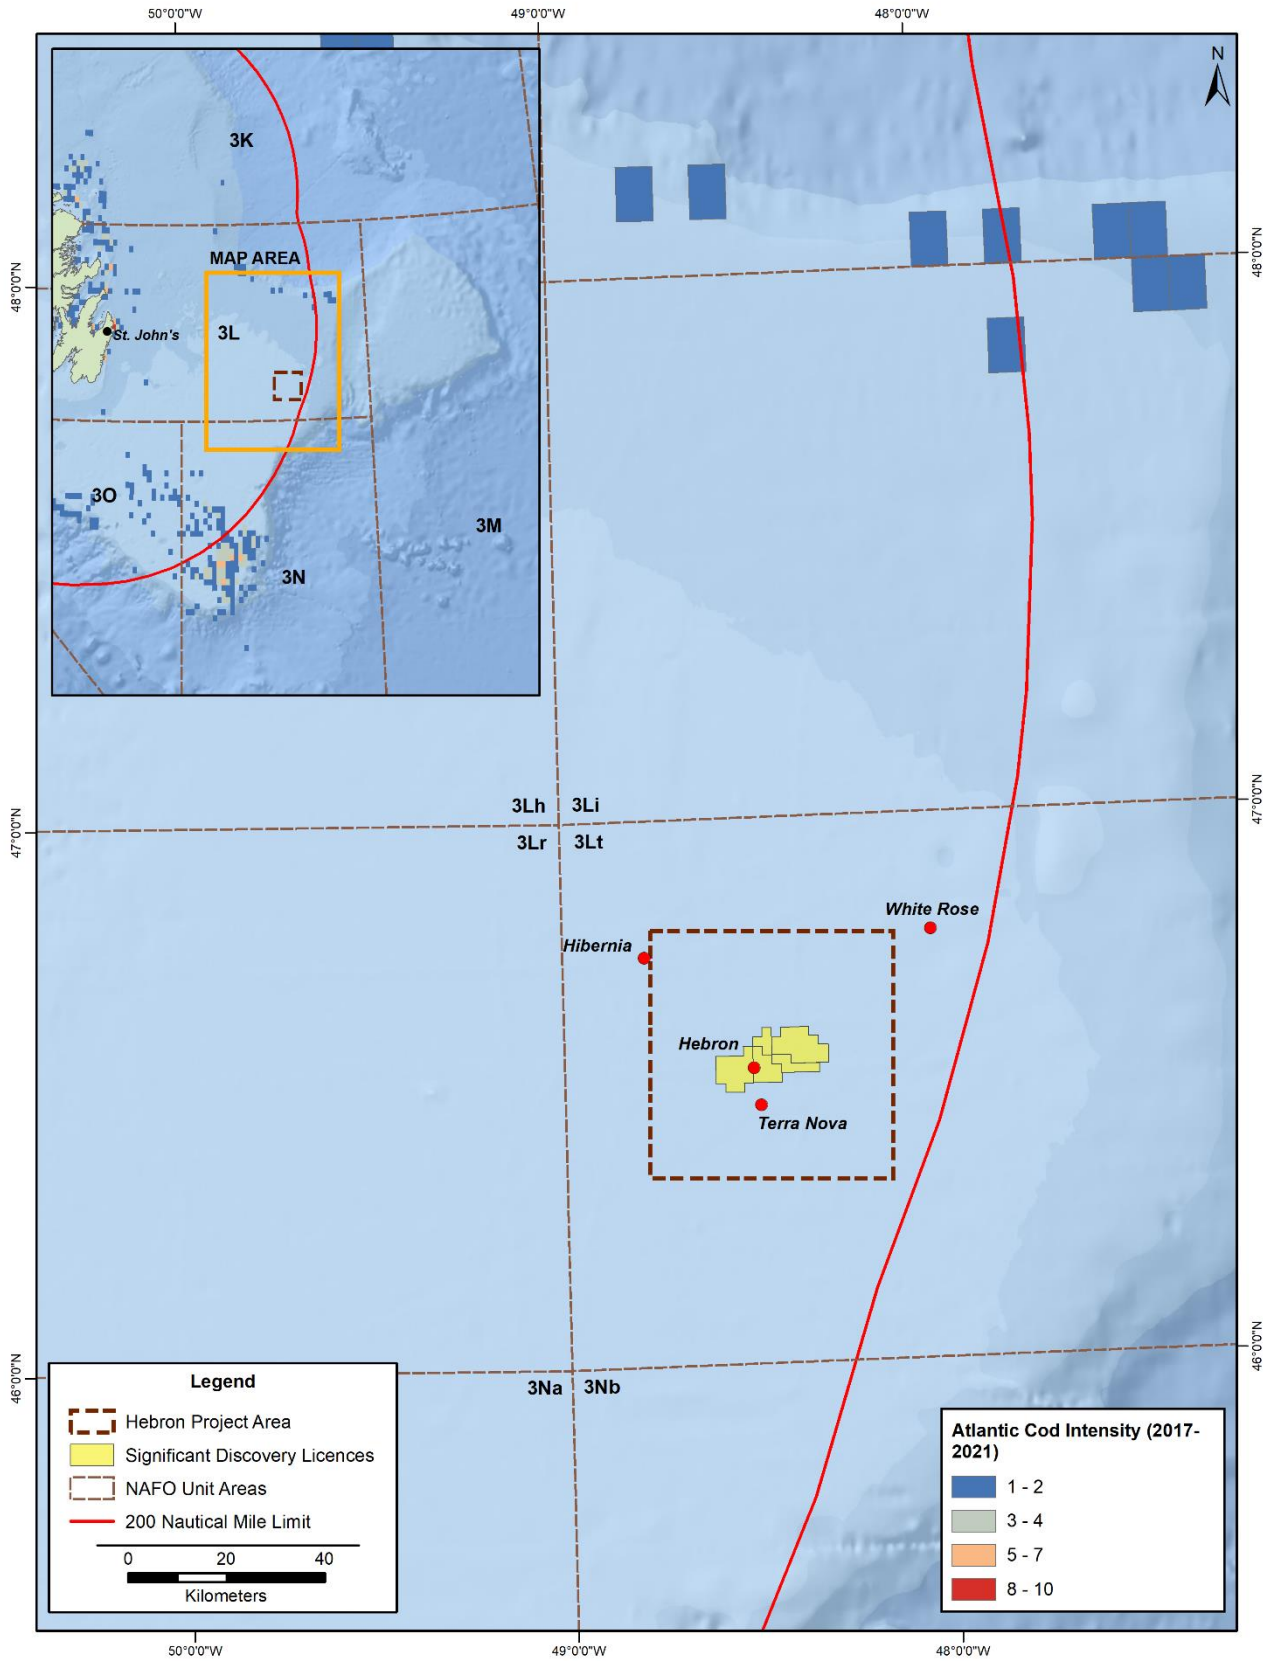 50°0'0"W
49°0'0"W
48°0'0"W
N
3K
MAP AREA
48°0'0"N
48°0'0"N
3L
St. John's
3O
3M
3N
3Lh
3Li
47°0'0"N
47°0'0"N
3Lr
3Lt
White Rose
Hibernia
Hebron
Terra Nova
46°0'0"N
46°0'0"N
3Na
3Nb
Legend
Hebron Project Area
Significant Discovery Licences
NAFO Unit Areas
200 Nautical Mile Limit
0 20 40
Kilometers
Atlantic Cod Intensity (2017-
2021)
1 - 2
3 - 4
5 - 7
8 - 10
50°0'0"W
49°0'0"W
48°0'0"W